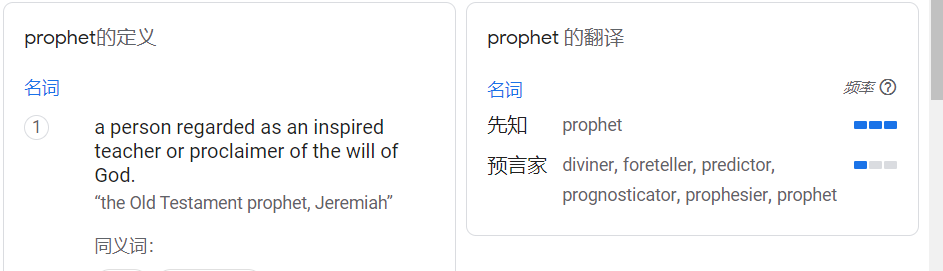 prophet的定义
名词
1
a person regarded as an inspired
teacher or proclaimer of the will of
God.
“the Old Testament prophet, Jeremiah”
同义词：
prophet 的翻译
名词
频率
先知 prophet
预言家 diviner, foreteller, predictor,
prognosticator, prophesier, prophet